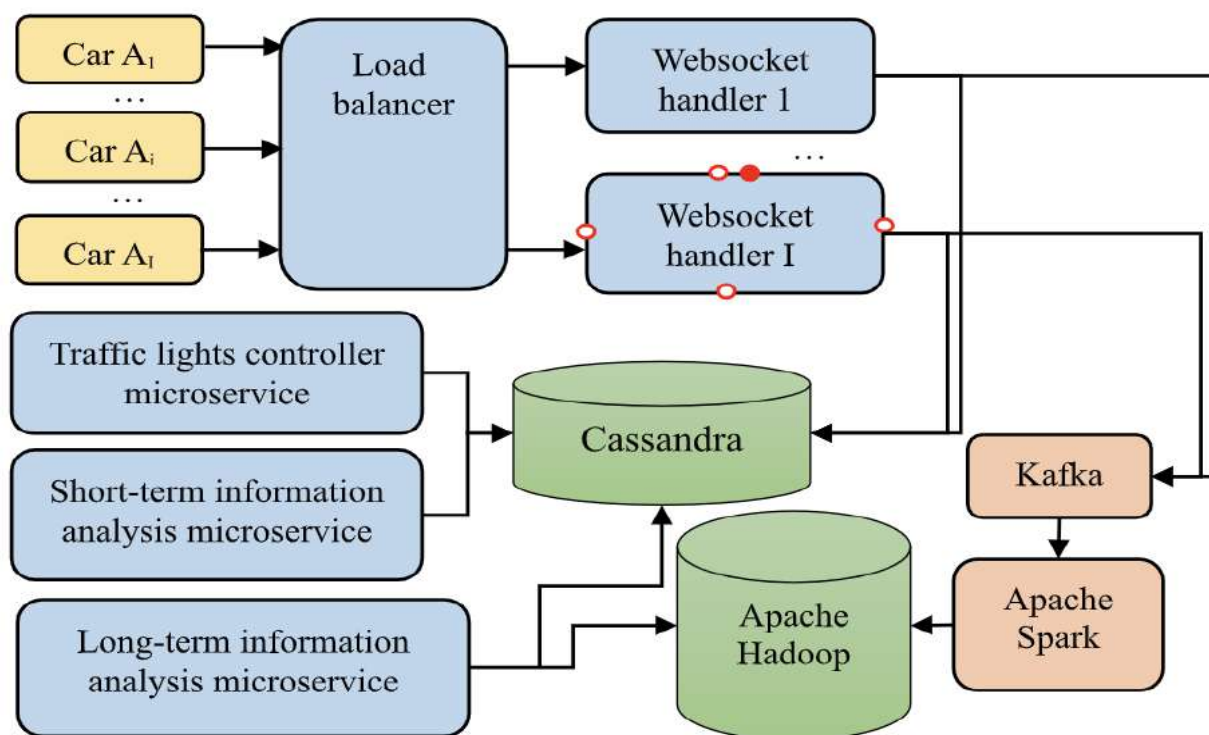 Car A₁
...
Car Aᵢ
...
Car A_I
Load
balancer
Websocket
handler 1
...
Websocket
handler I
Traffic lights controller
microservice
Short-term information
analysis microservice
Long-term information
analysis microservice
Cassandra
Apache
Hadoop
Kafka
Apache
Spark